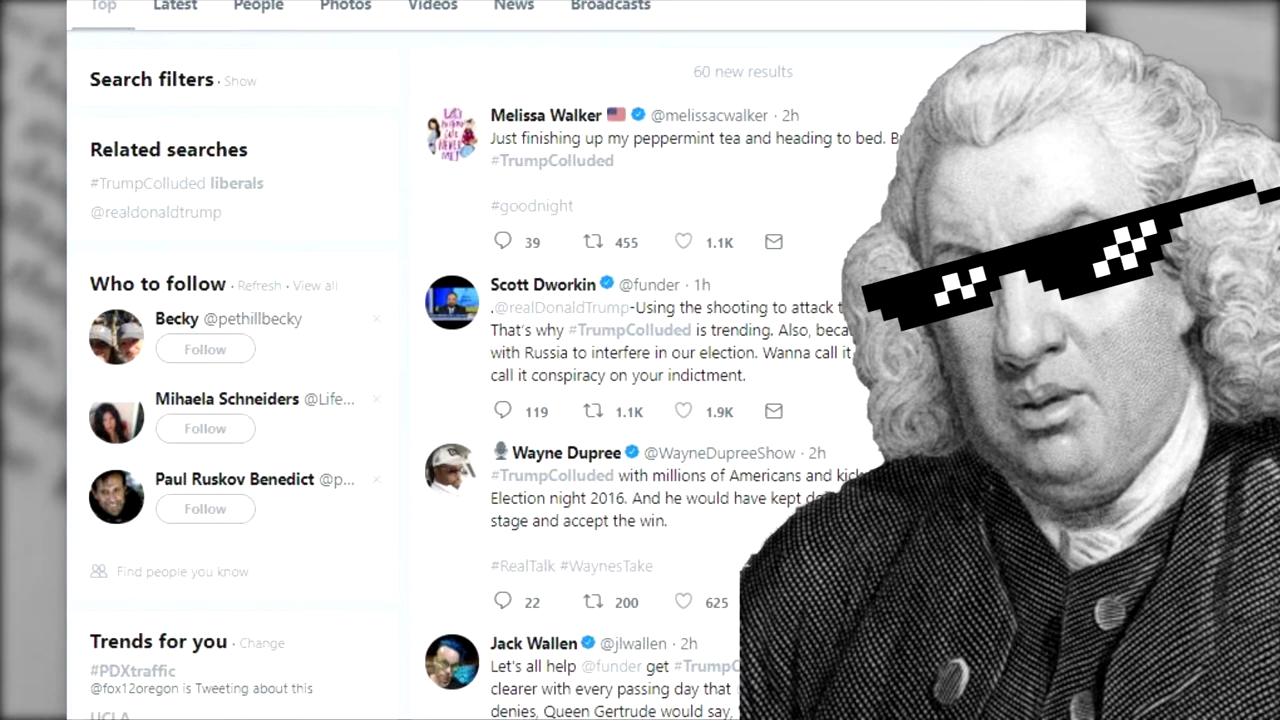 Top Latest People Photos Videos News Broadcasts
Search filters · Show
Related searches
#TrumpColluded liberals
@realdonaldtrump
Who to follow · Refresh · View all
Becky @pethillbecky
Follow
Mihaela Schneiders @Life...
Follow
Paul Ruskov Benedict @p...
Follow
Find people you know
Trends for you · Change
#PDXtraffic
@fox12oregon is Tweeting about this
UCLA
60 new results
Melissa Walker @melissacwalker · 2h
Just finishing up my peppermint tea and heading to bed.
#TrumpColluded
#goodnight
39 455 1.1K
Scott Dworkin @funder · 1h
.@realDonaldTrump-Using the shooting to attack
That's why #TrumpColluded is trending. Also,
with Russia to interfere in our election. Wanna call it
call it conspiracy on your indictment.
119 1.1K 1.9K
Wayne Dupree @WayneDupreeShow · 2h
#TrumpColluded with millions of Americans and
Election night 2016. And he would have kept
stage and accept the win.
#RealTalk #WaynesTake
22 200 625
Jack Wallen @jlwallen · 2h
Let's all help @funder get #TrumpC
clearer with every passing day that
denies, Queen Gertrude would say,